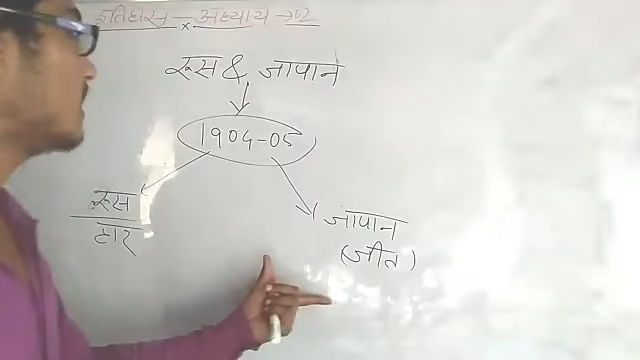 इतिहास - अध्याय → 02
रूस & जापान
1904-05
रूस
हार
जापान
(जीत)